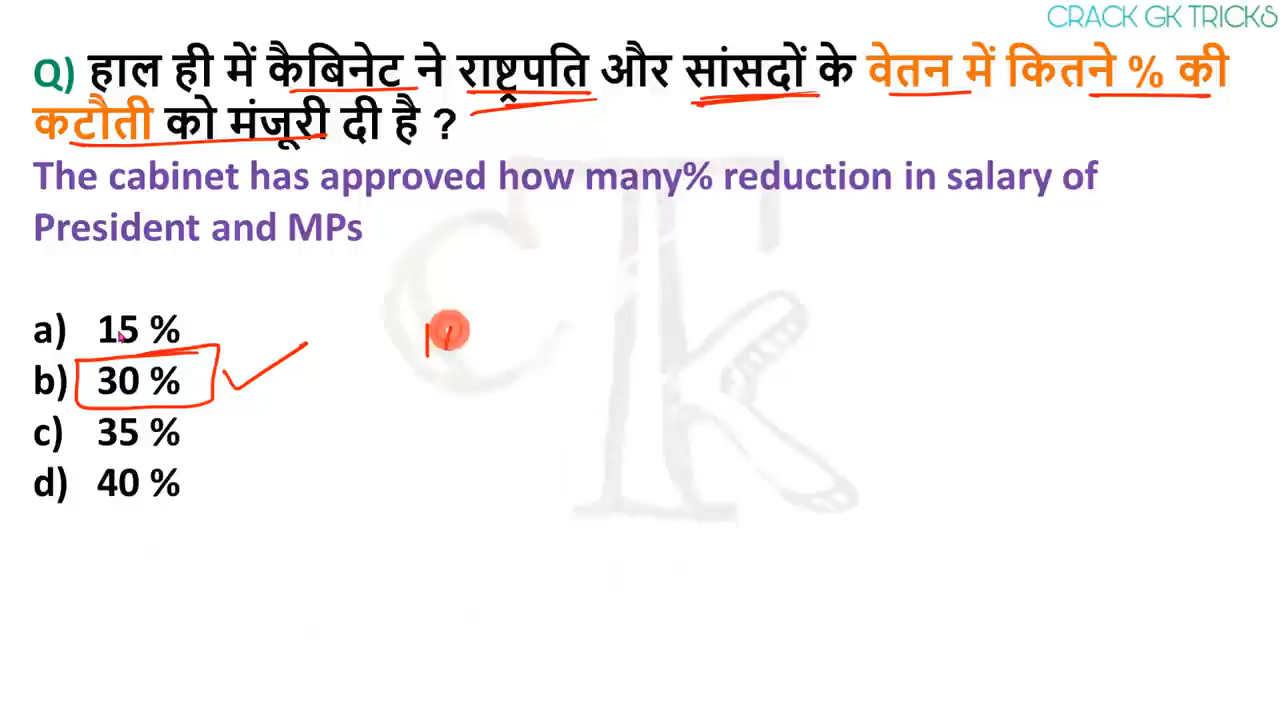 CRACK GK TRICKS
Q) हाल ही में कैबिनेट ने राष्ट्रपति और सांसदों के वेतन में कितने % की
कटौती को मंजूरी दी है ?
The cabinet has approved how many% reduction in salary of
President and MPs
a) 15 %
b) 30 %
c) 35 %
d) 40 %